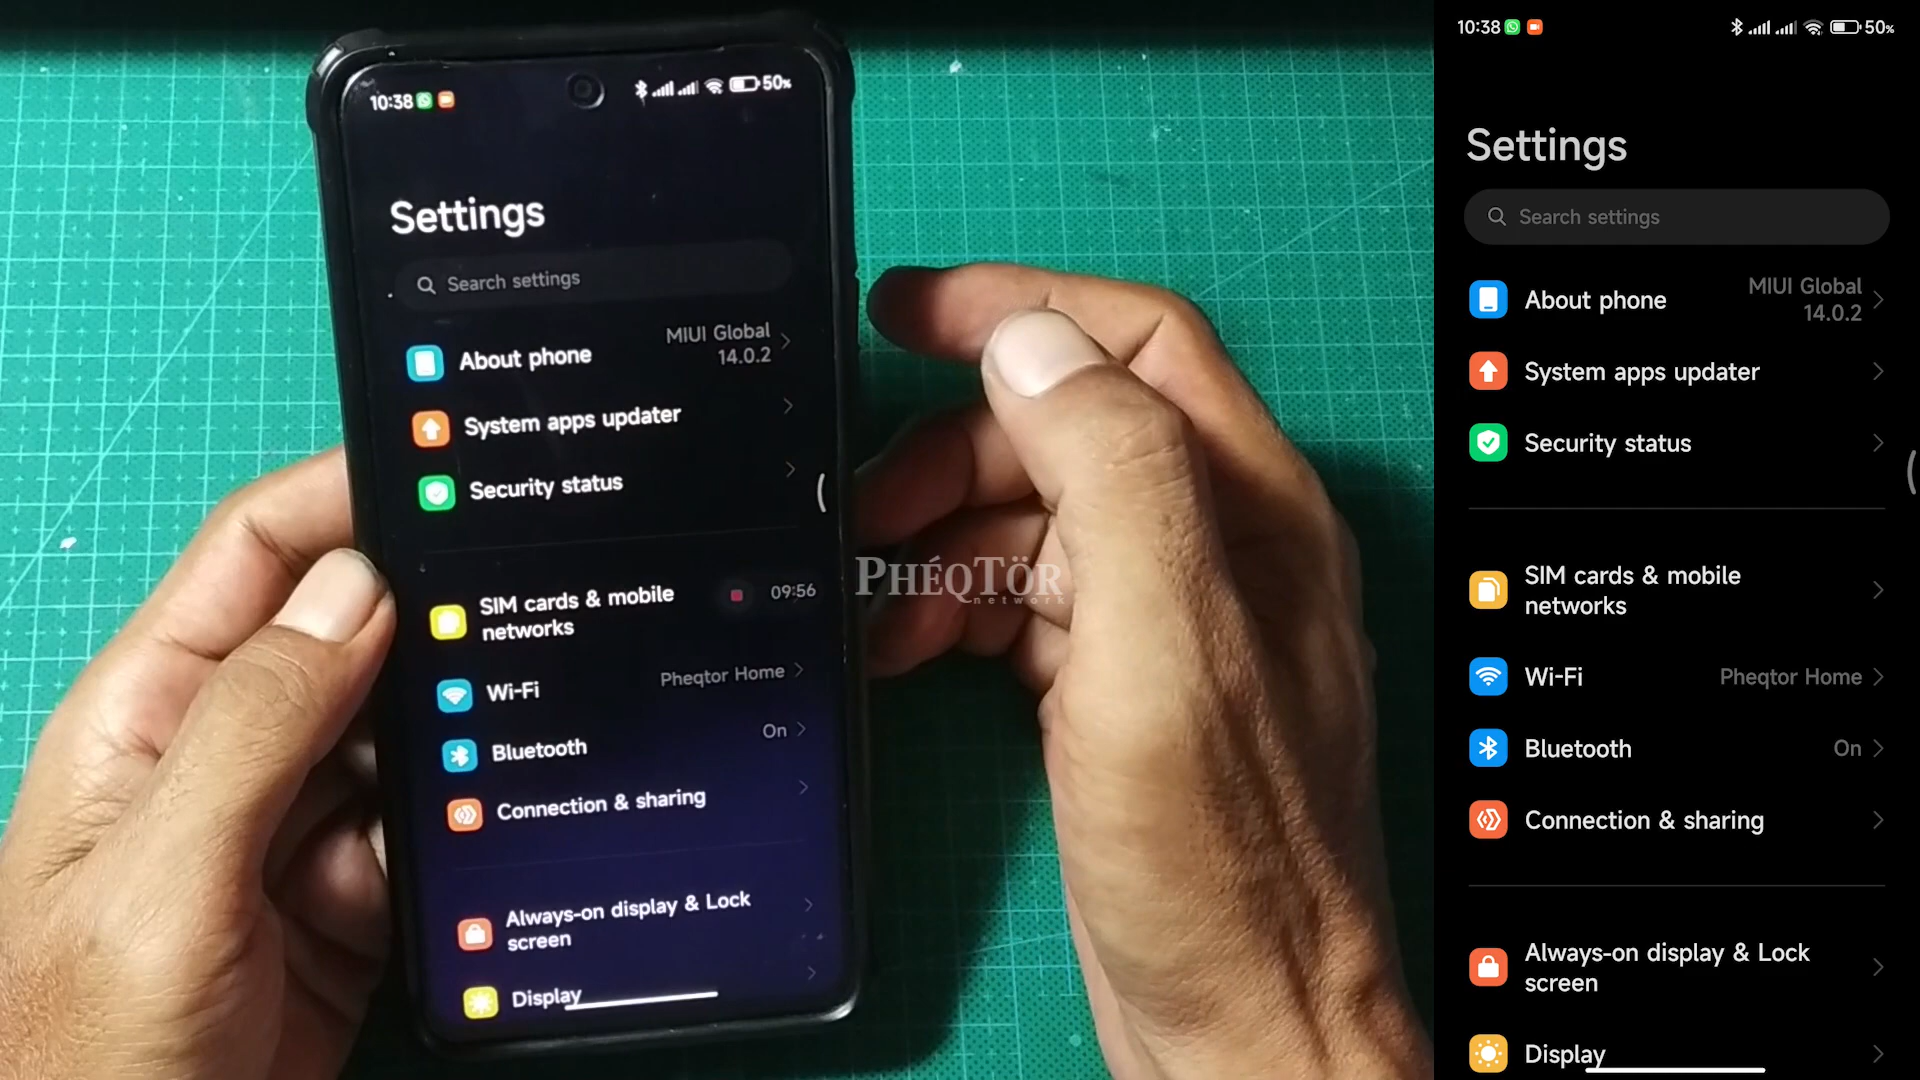 10:38
50%
Settings
Search settings
About phone
MIUI Global
14.0.2
System apps updater
Security status
SIM cards & mobile
networks
09:56
Wi-Fi
Pheqtor Home
Bluetooth
On
Connection & sharing
Always-on display & Lock
screen
Display
PHÉQTÖR
network
10:38
50%
Settings
Search settings
About phone
MIUI Global
14.0.2
System apps updater
Security status
SIM cards & mobile
networks
Wi-Fi
Pheqtor Home
Bluetooth
On
Connection & sharing
Always-on display & Lock
screen
Display